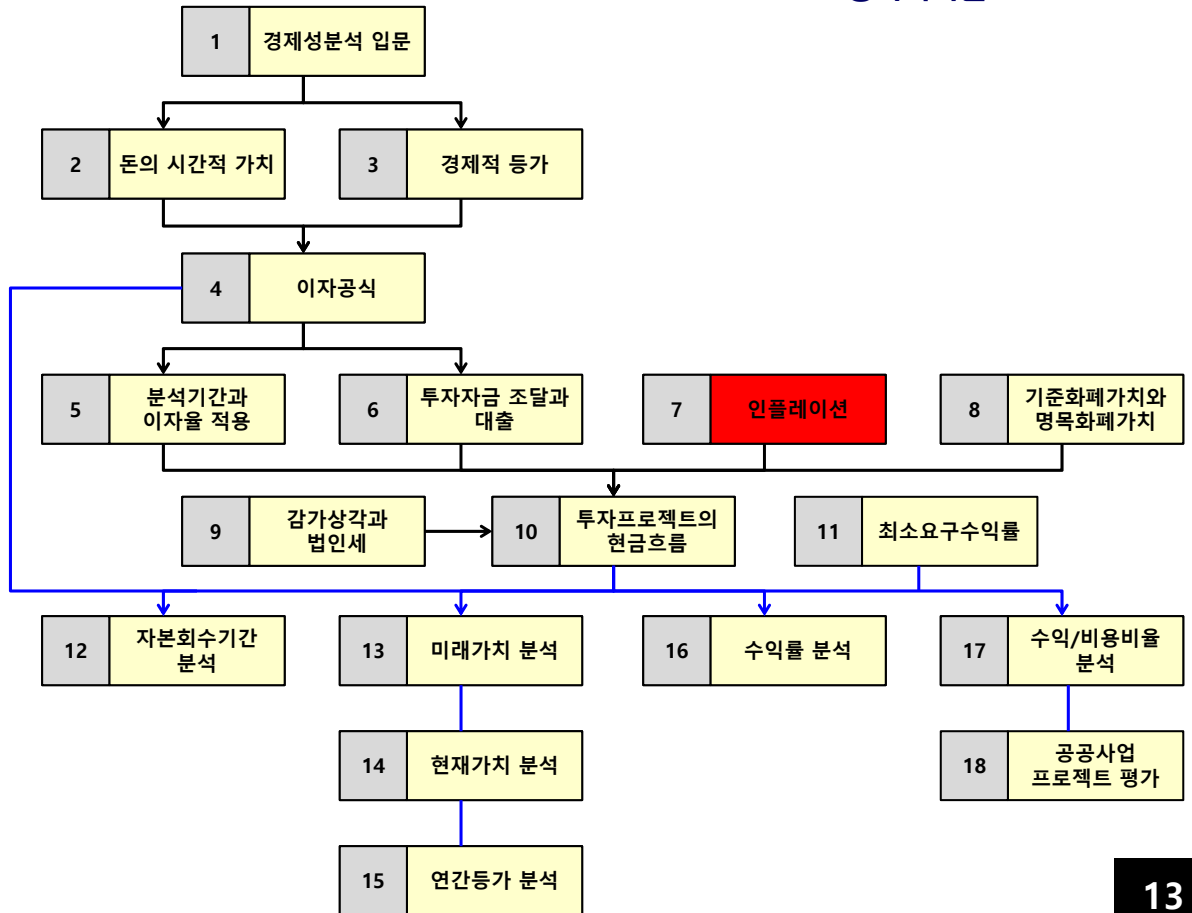 1 경제성분석 입문
2 돈의 시간적 가치
3 경제적 등가
4 이자공식
5 분석기간과
이자율 적용
6 투자자금 조달과
대출
7 인플레이션
8 기준화폐가치와
명목화폐가치
9 감가상각과
법인세
10 투자프로젝트의
현금흐름
11 최소요구수익률
12 자본회수기간
분석
13 미래가치 분석
16 수익률 분석
17 수익/비용비율
분석
14 현재가치 분석
18 공공사업
프로젝트 평가
15 연간등가 분석
13